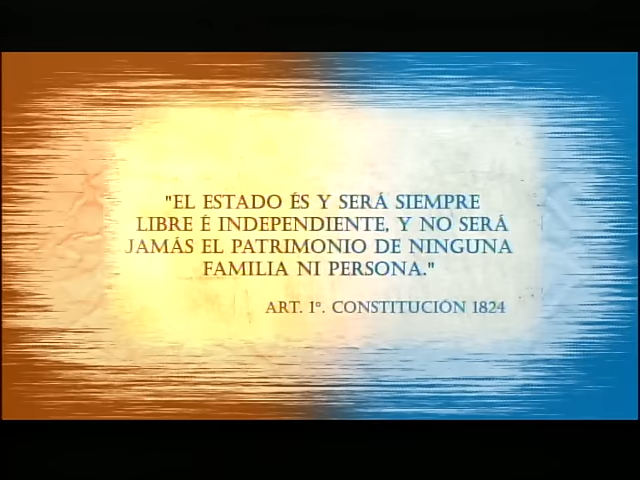 "EL ESTADO ÉS Y SERÁ SIEMPRE
LIBRE É INDEPENDIENTE, Y NO SERÁ
JAMÁS EL PATRIMONIO DE NINGUNA
FAMILIA NI PERSONA."
ART. 1º. CONSTITUCIÓN 1824